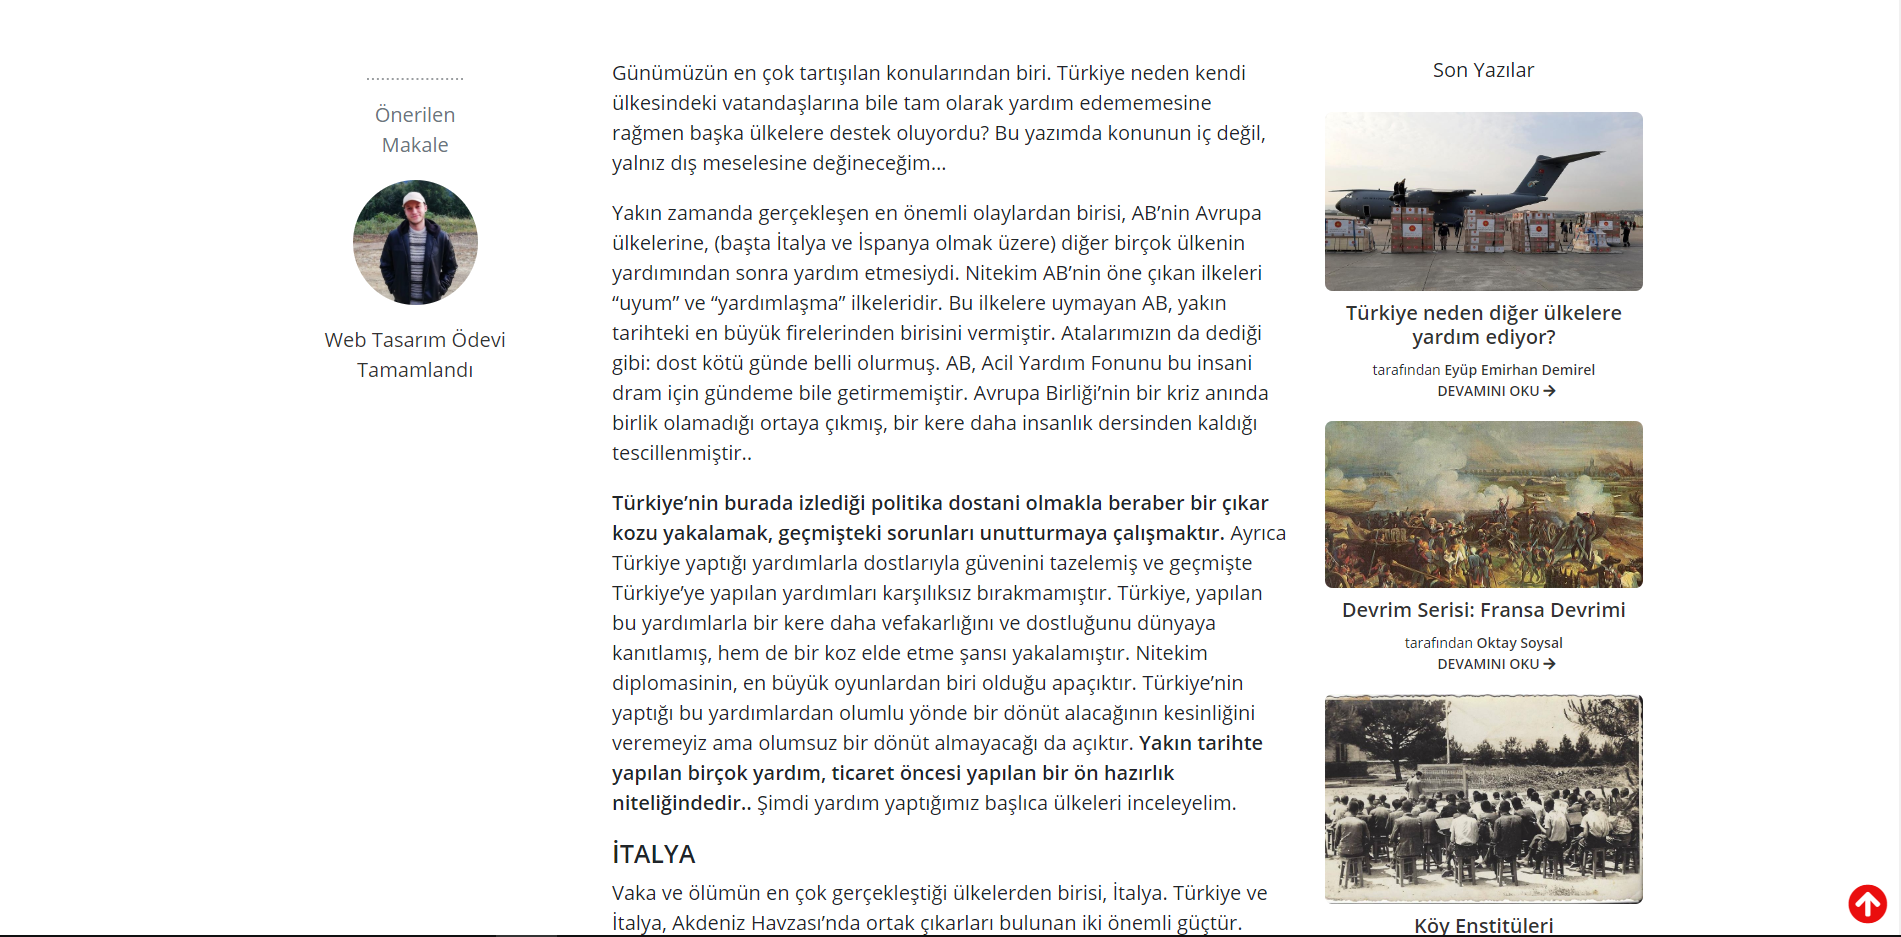 Önerilen
Makale
Web Tasarım Ödevi
Tamamlandı
Günümüzün en çok tartışılan konularından biri. Türkiye neden kendi
ülkesindeki vatandaşlarına bile tam olarak yardım edememesine
rağmen başka ülkelere destek oluyordu? Bu yazımda konunun iç değil,
yalnız dış meselesine değineceğim...
Yakın zamanda gerçekleşen en önemli olaylardan birisi, AB’nin Avrupa
ülkelerine, (başta İtalya ve İspanya olmak üzere) diğer birçok ülkenin
yardımından sonra yardım etmesiydi. Nitekim AB’nin öne çıkan ilkeleri
“uyum” ve “yardımlaşma” ilkeleridir. Bu ilkelere uymayan AB, yakın
tarihteki en büyük firelerinden birisini vermiştir. Atalarımızın da dediği
gibi: dost kötü günde belli olurmuş. AB, Acil Yardım Fonunu bu insani
dram için gündeme bile getirmemiştir. Avrupa Birliği’nin bir kriz anında
birlik olamadığı ortaya çıkmış, bir kere daha insanlık dersinden kaldığı
tescillenmiştir..
Türkiye’nin burada izlediği politika dostani olmakla beraber bir çıkar
kozu yakalamak, geçmişteki sorunları unutturmaya çalışmaktır. Ayrıca
Türkiye yaptığı yardımlarla dostlarıyla güvenini tazelemiş ve geçmişte
Türkiye’ye yapılan yardımları karşılıksız bırakmamıştır. Türkiye, yapılan
bu yardımlarla bir kere daha vefakarlığını ve dostluğunu dünyaya
kanıtlamış, hem de bir koz elde etme şansı yakalamıştır. Nitekim
diplomasinin, en büyük oyunlardan biri olduğu apaçıktır. Türkiye’nin
yaptığı bu yardımlardan olumlu yönde bir dönüt alacağının kesinliğini
veremeyiz ama olumsuz bir dönüt almayacağı da açıktır. Yakın tarihte
yapılan birçok yardım, ticaret öncesi yapılan bir ön hazırlık
niteliğindedir.. Şimdi yardım yaptığımız başlıca ülkeleri inceleyelim.
İTALYA
Vaka ve ölümün en çok gerçekleştiği ülkelerden birisi, İtalya. Türkiye ve
İtalya, Akdeniz Havzası’nda ortak çıkarları bulunan iki önemli güçtür.
Son Yazılar
Türkiye neden diğer ülkelere
yardım ediyor?
tarafından Eyüp Emirhan Demirel
DEVAMINI OKU
Devrim Serisi: Fransa Devrimi
tarafından Oktay Soysal
DEVAMINI OKU
Köy Enstitüleri